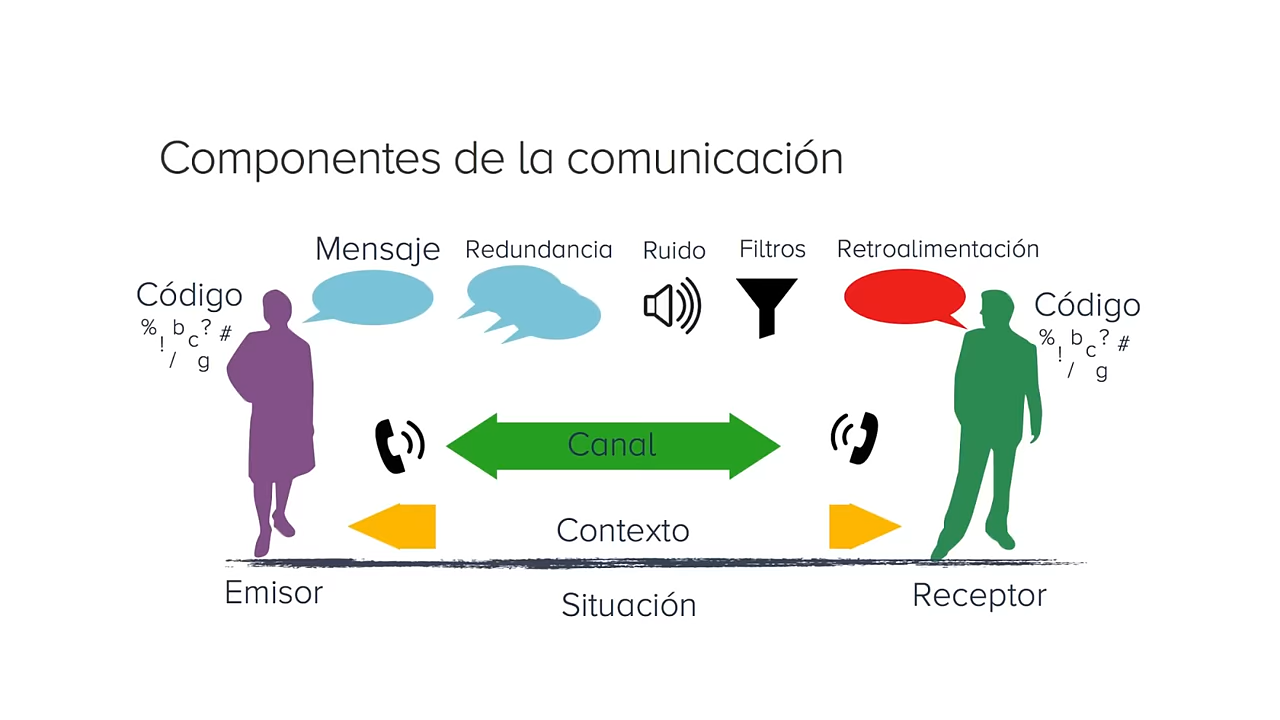 Componentes de la comunicación
Mensaje
Redundancia
Ruido
Filtros
Retroalimentación
Código
% b ? #
! c
/ g
Código
% b ? #
! c
/ g
Canal
Contexto
Emisor
Situación
Receptor